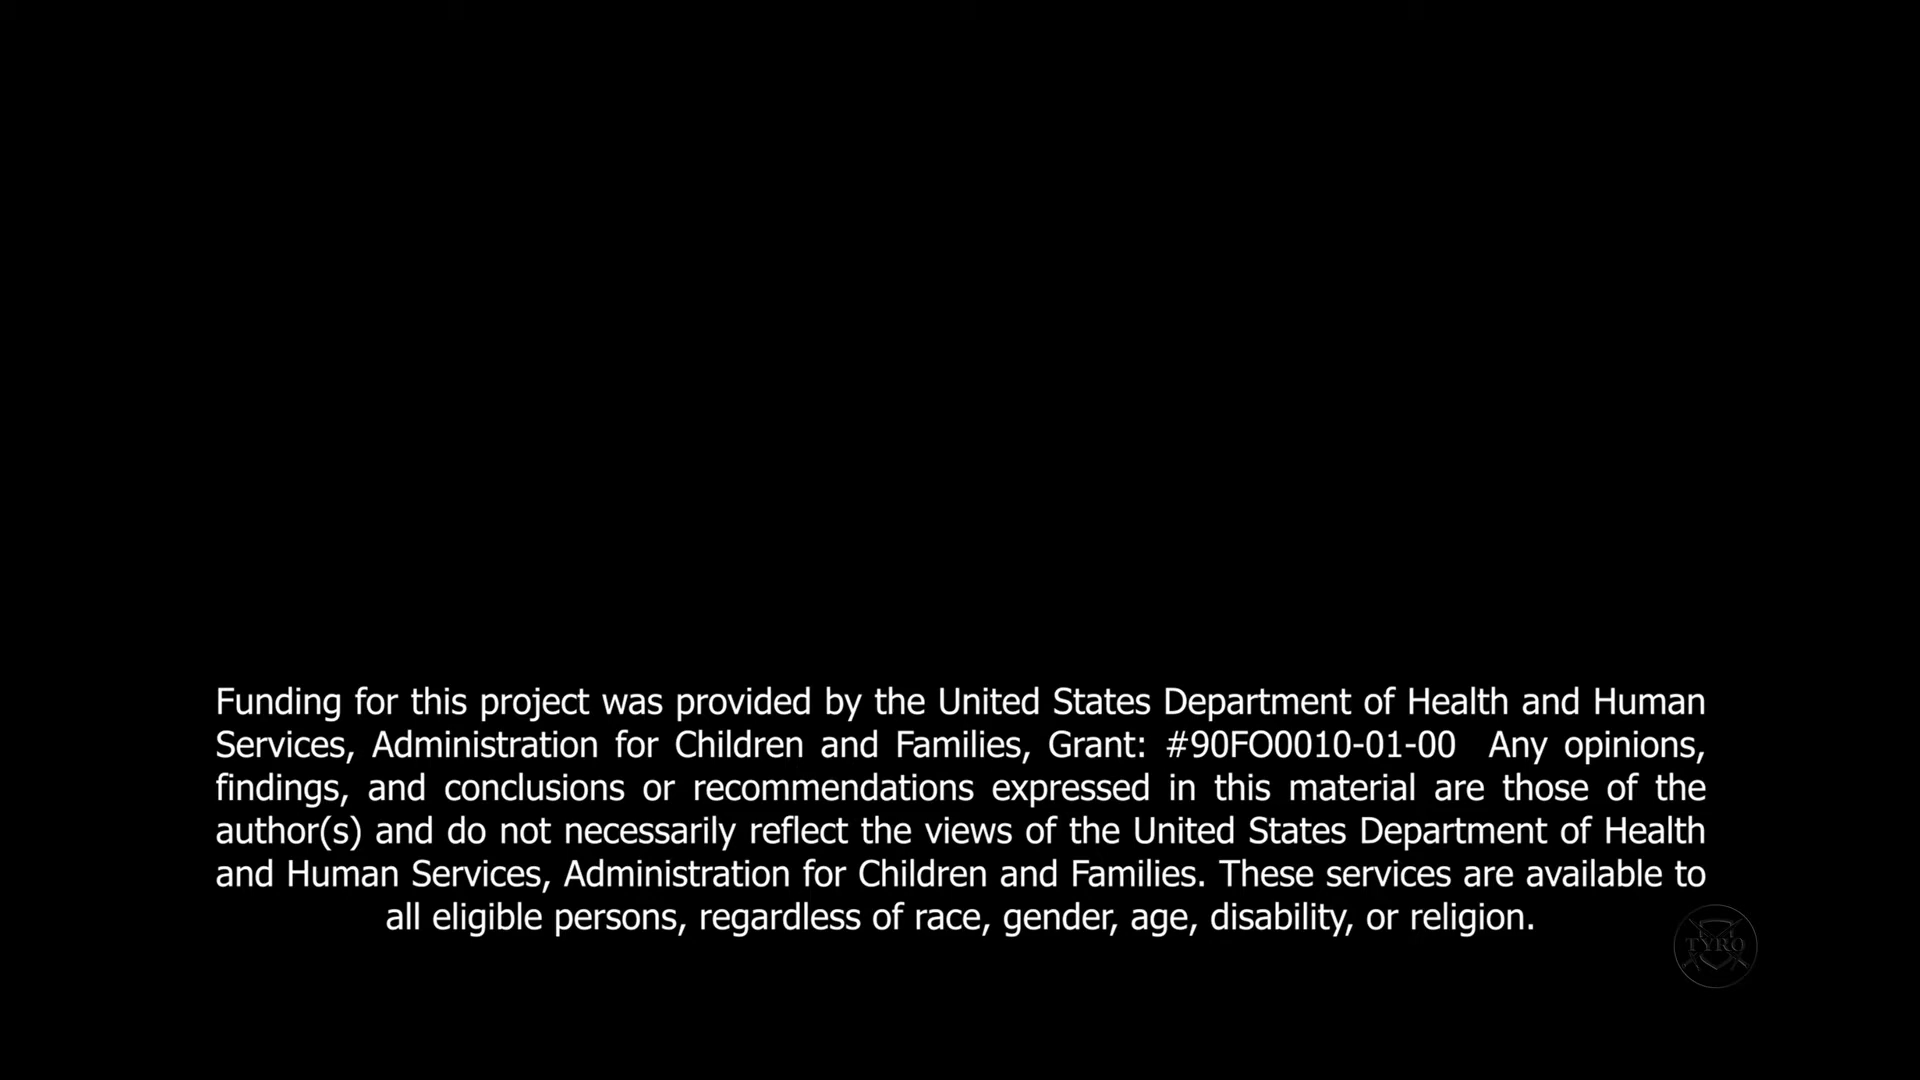 Funding for this project was provided by the United States Department of Health and Human
Services, Administration for Children and Families, Grant: #90FO0010-01-00  Any opinions,
findings, and conclusions or recommendations expressed in this material are those of the
author(s) and do not necessarily reflect the views of the United States Department of Health
and Human Services, Administration for Children and Families. These services are available to
all eligible persons, regardless of race, gender, age, disability, or religion.
TYRO